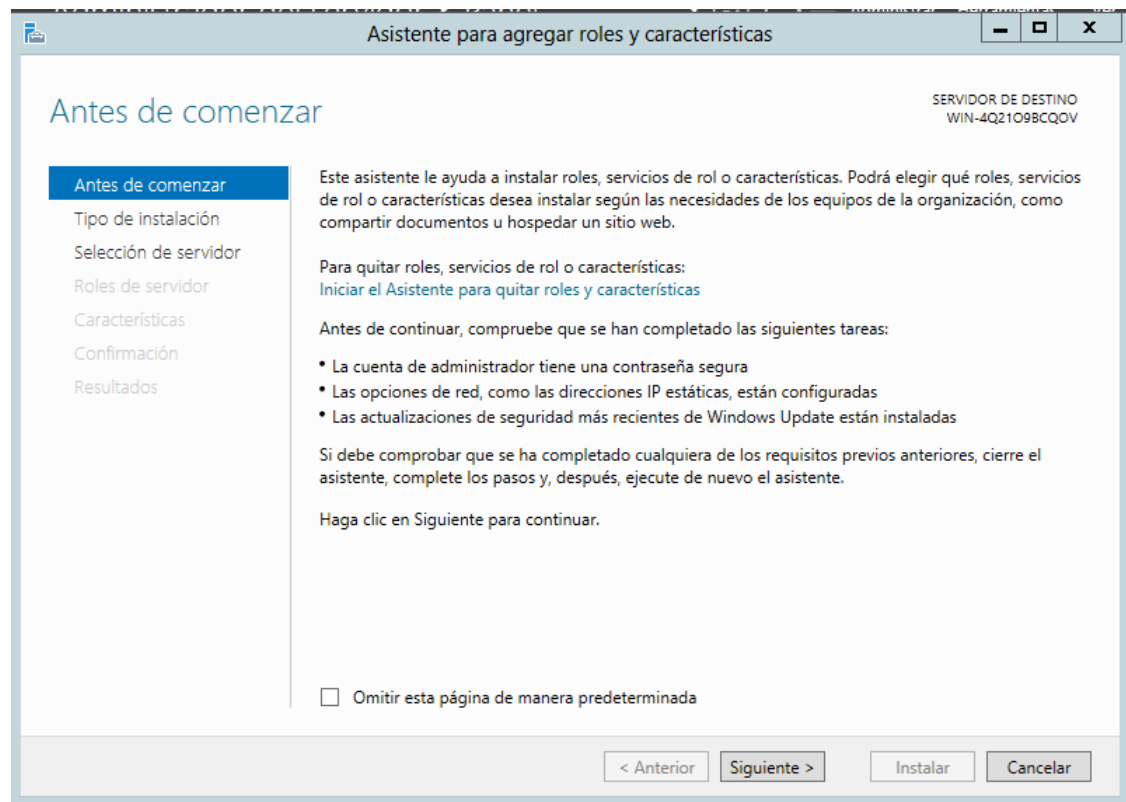 Asistente para agregar roles y características
Antes de comenzar
SERVIDOR DE DESTINO
WIN-4Q21O9BCQOV
Antes de comenzar
Tipo de instalación
Selección de servidor
Roles de servidor
Características
Confirmación
Resultados
Este asistente le ayuda a instalar roles, servicios de rol o características. Podrá elegir qué roles, servicios
de rol o características desea instalar según las necesidades de los equipos de la organización, como
compartir documentos u hospedar un sitio web.
Para quitar roles, servicios de rol o características:
Iniciar el Asistente para quitar roles y características
Antes de continuar, compruebe que se han completado las siguientes tareas:
• La cuenta de administrador tiene una contraseña segura
• Las opciones de red, como las direcciones IP estáticas, están configuradas
• Las actualizaciones de seguridad más recientes de Windows Update están instaladas
Si debe comprobar que se ha completado cualquiera de los requisitos previos anteriores, cierre el
asistente, complete los pasos y, después, ejecute de nuevo el asistente.
Haga clic en Siguiente para continuar.
Omitir esta página de manera predeterminada
< Anterior
Siguiente >
Instalar
Cancelar